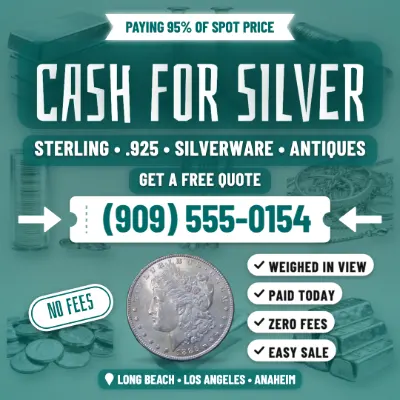 PAYING 95% OF SPOT PRICE
CASH FOR SILVER
STERLING • .925 • SILVERWARE • ANTIQUES
GET A FREE QUOTE
(909) 555-0154
WEIGHED IN VIEW
PAID TODAY
NO FEES
ZERO FEES
EASY SALE
LONG BEACH • LOS ANGELES • ANAHEIM